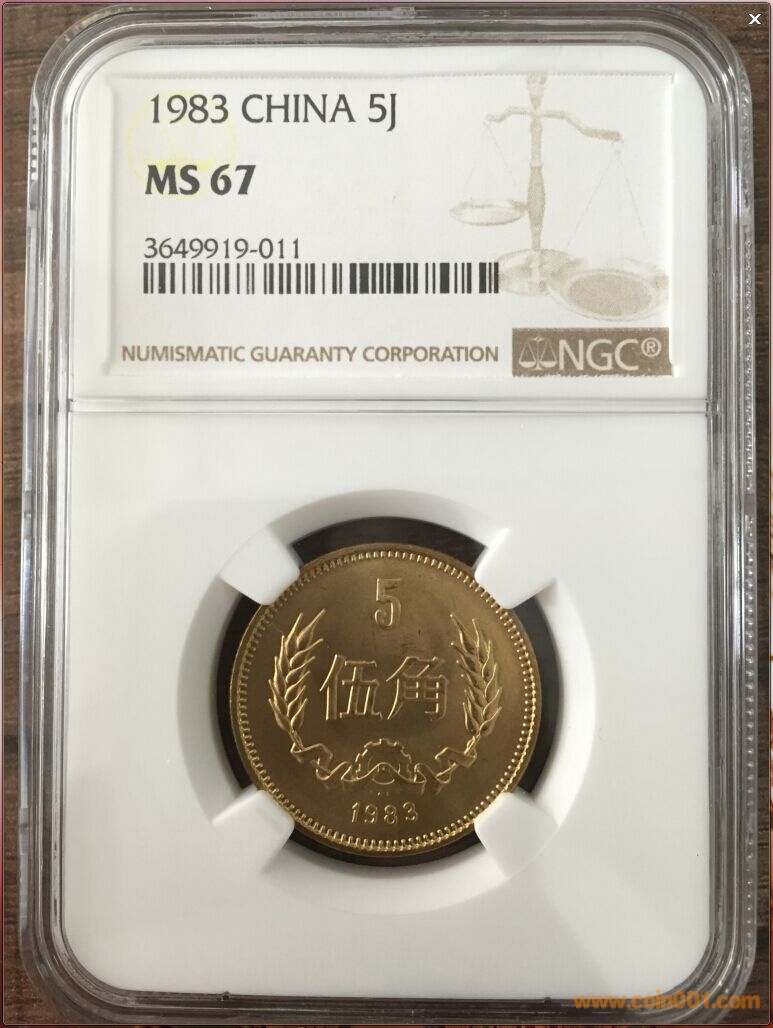 1983 CHINA 5J
MS 67
3649919-011
NUMISMATIC GUARANTY CORPORATION
NGC®
5
伍角
1983
www.coin001.com